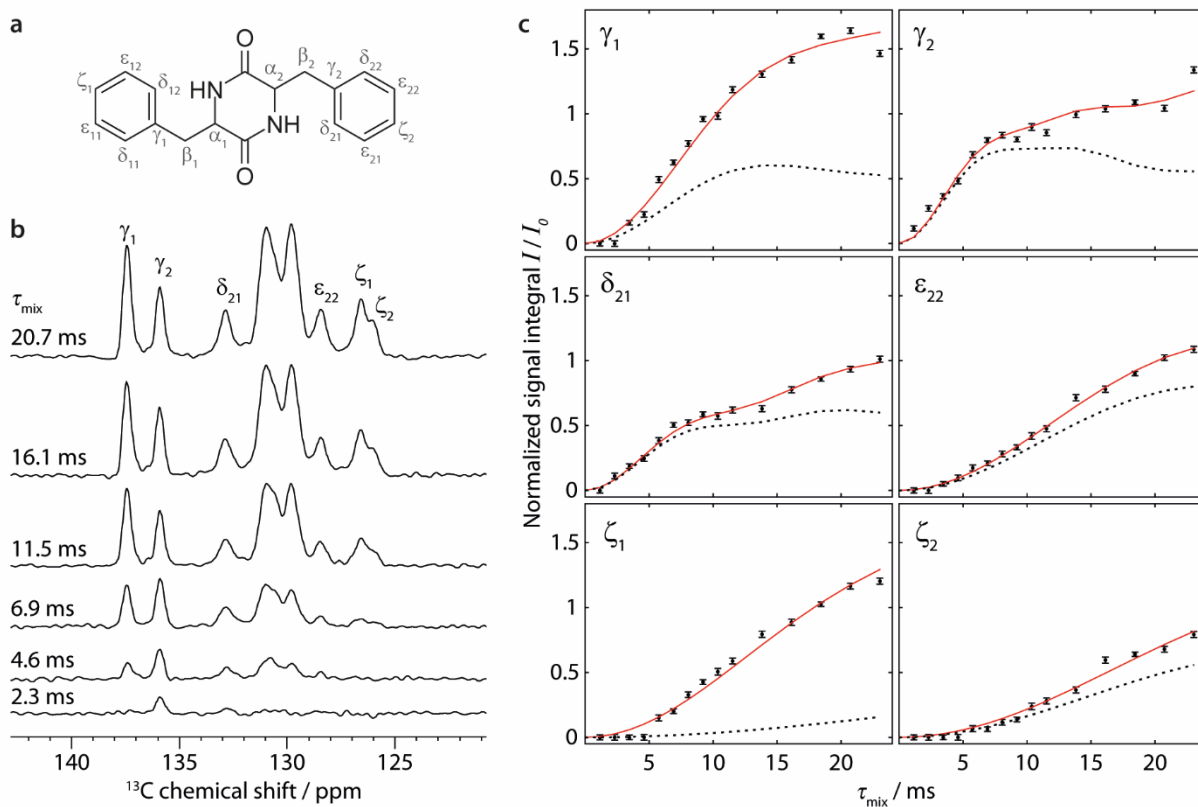 a
O
NH
HN
O
α₁
β₁
γ₁
δ₁₁
δ₁₂
ε₁₁
ε₁₂
ζ₁
α₂
β₂
γ₂
δ₂₁
δ₂₂
ε₂₁
ε₂₂
ζ₂
b
γ₁
γ₂
δ₂₁
ε₂₂
ζ₁
ζ₂
τmix
20.7 ms
16.1 ms
11.5 ms
6.9 ms
4.6 ms
2.3 ms
140 135 130 125
¹³C chemical shift / ppm
c
Normalized signal integral I / I₀
γ₁
γ₂
1.5
1
0.5
0
δ₂₁
ε₂₂
1.5
1
0.5
0
ζ₁
ζ₂
1.5
1
0.5
0
5 10 15 20 5 10 15 20
τmix / ms